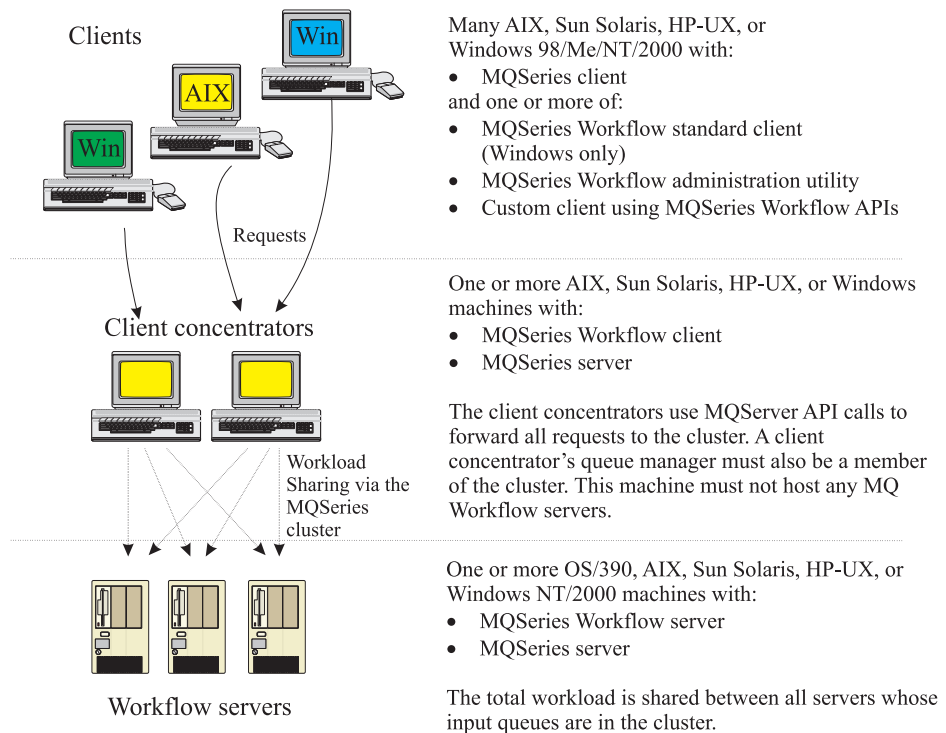 Clients
Win
AIX
Win
Requests
Many AIX, Sun Solaris, HP-UX, or
Windows 98/Me/NT/2000 with:
• MQSeries client
and one or more of:
• MQSeries Workflow standard client
(Windows only)
• MQSeries Workflow administration utility
• Custom client using MQSeries Workflow APIs
Client concentrators
Workload
Sharing via the
MQSeries
cluster
One or more AIX, Sun Solaris, HP-UX, or Windows
machines with:
• MQSeries Workflow client
• MQSeries server
The client concentrators use MQServer API calls to
forward all requests to the cluster. A client
concentrator's queue manager must also be a member
of the cluster. This machine must not host any MQ
Workflow servers.
Workflow servers
One or more OS/390, AIX, Sun Solaris, HP-UX, or
Windows NT/2000 machines with:
• MQSeries Workflow server
• MQSeries server
The total workload is shared between all servers whose
input queues are in the cluster.